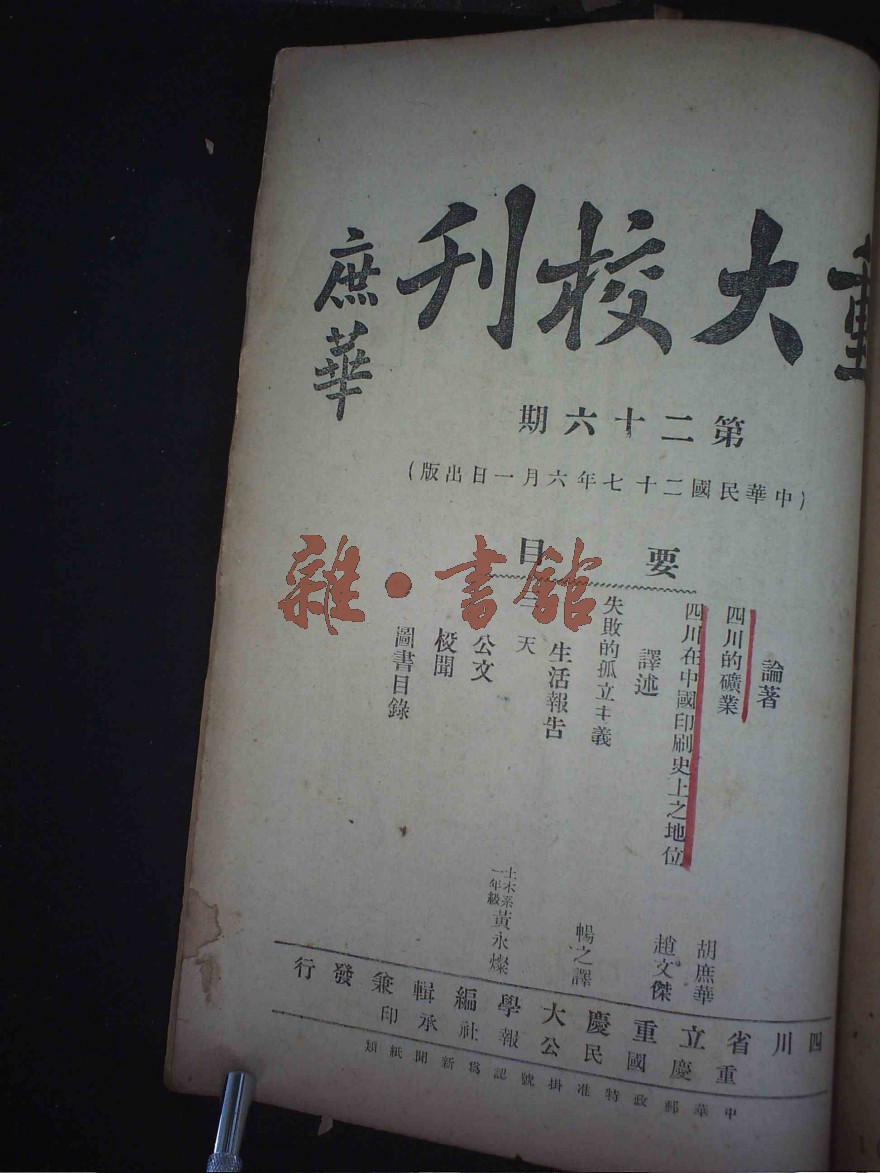 重大校刊
庶華
第二十六期
(中華民國二十七年六月一日出版)
要目
論著
四川的礦業 胡庶華
四川在中國印刷史上之地位 趙文傑
譯述
失敗的孤立主義 暢之譯
生活報告
天 土木系一年級 黃永燦
公文
校聞
圖書目錄
四川省立重慶大學編輯兼發行
重慶國民公報社承印
中華郵政特准掛號認爲新聞紙類
雜·書館